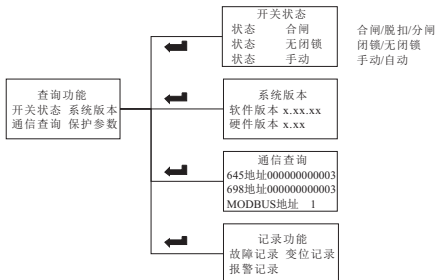 查询功能
开关状态 系统版本
通信查询 保护参数
开关状态
状态 合闸 合闸/脱扣/分闸
状态 无闭锁 闭锁/无闭锁
状态 手动 手动/自动
系统版本
软件版本 x.xx.xx
硬件版本 x.xx
通信查询
645地址000000000003
698地址000000000003
MODBUS地址 1
记录功能
故障记录 变位记录
报警记录